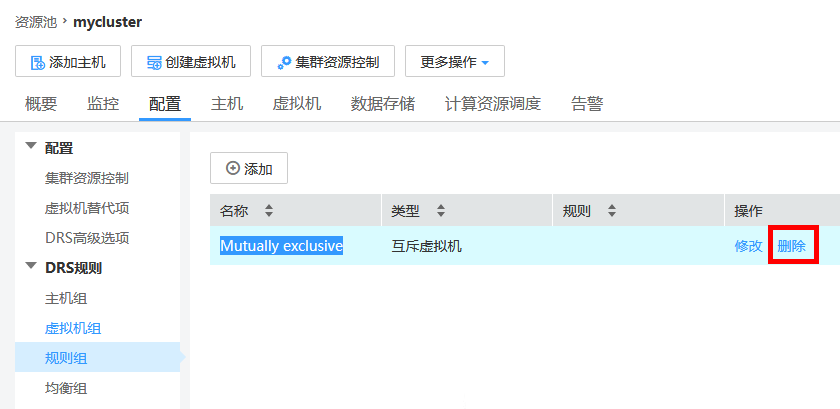 资源池 › mycluster
添加主机 创建虚拟机 集群资源控制 更多操作
概要 监控 配置 主机 虚拟机 数据存储 计算资源调度 告警
配置
集群资源控制
虚拟机替代项
DRS高级选项
DRS规则
主机组
虚拟机组
规则组
均衡组
添加
名称 类型 规则 操作
Mutually exclusive 互斥虚拟机 修改 删除